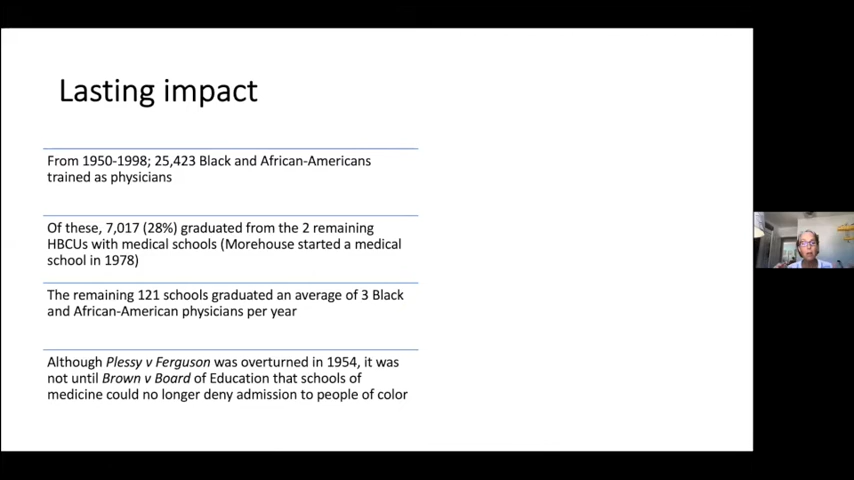 Lasting impact
From 1950-1998; 25,423 Black and African-Americans
trained as physicians
Of these, 7,017 (28%) graduated from the 2 remaining
HBCUs with medical schools (Morehouse started a medical
school in 1978)
The remaining 121 schools graduated an average of 3 Black
and African-American physicians per year
Although Plessy v Ferguson was overturned in 1954, it was
not until Brown v Board of Education that schools of
medicine could no longer deny admission to people of color